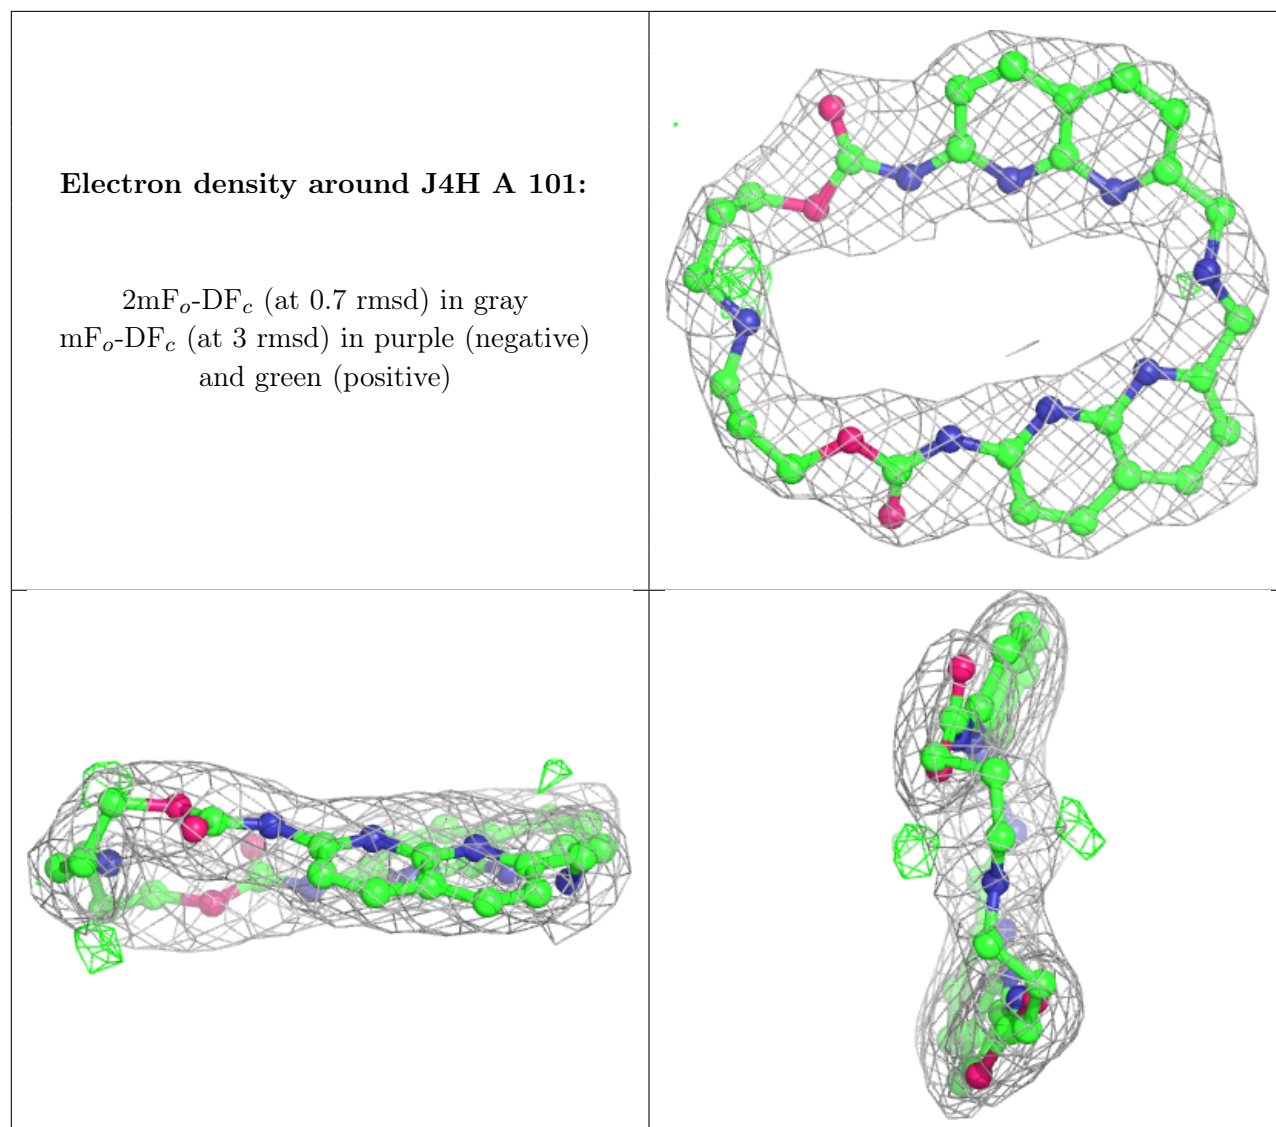 Electron density around J4H A 101:
2mFo-DFc (at 0.7 rmsd) in gray
mFo-DFc (at 3 rmsd) in purple (negative)
and green (positive)